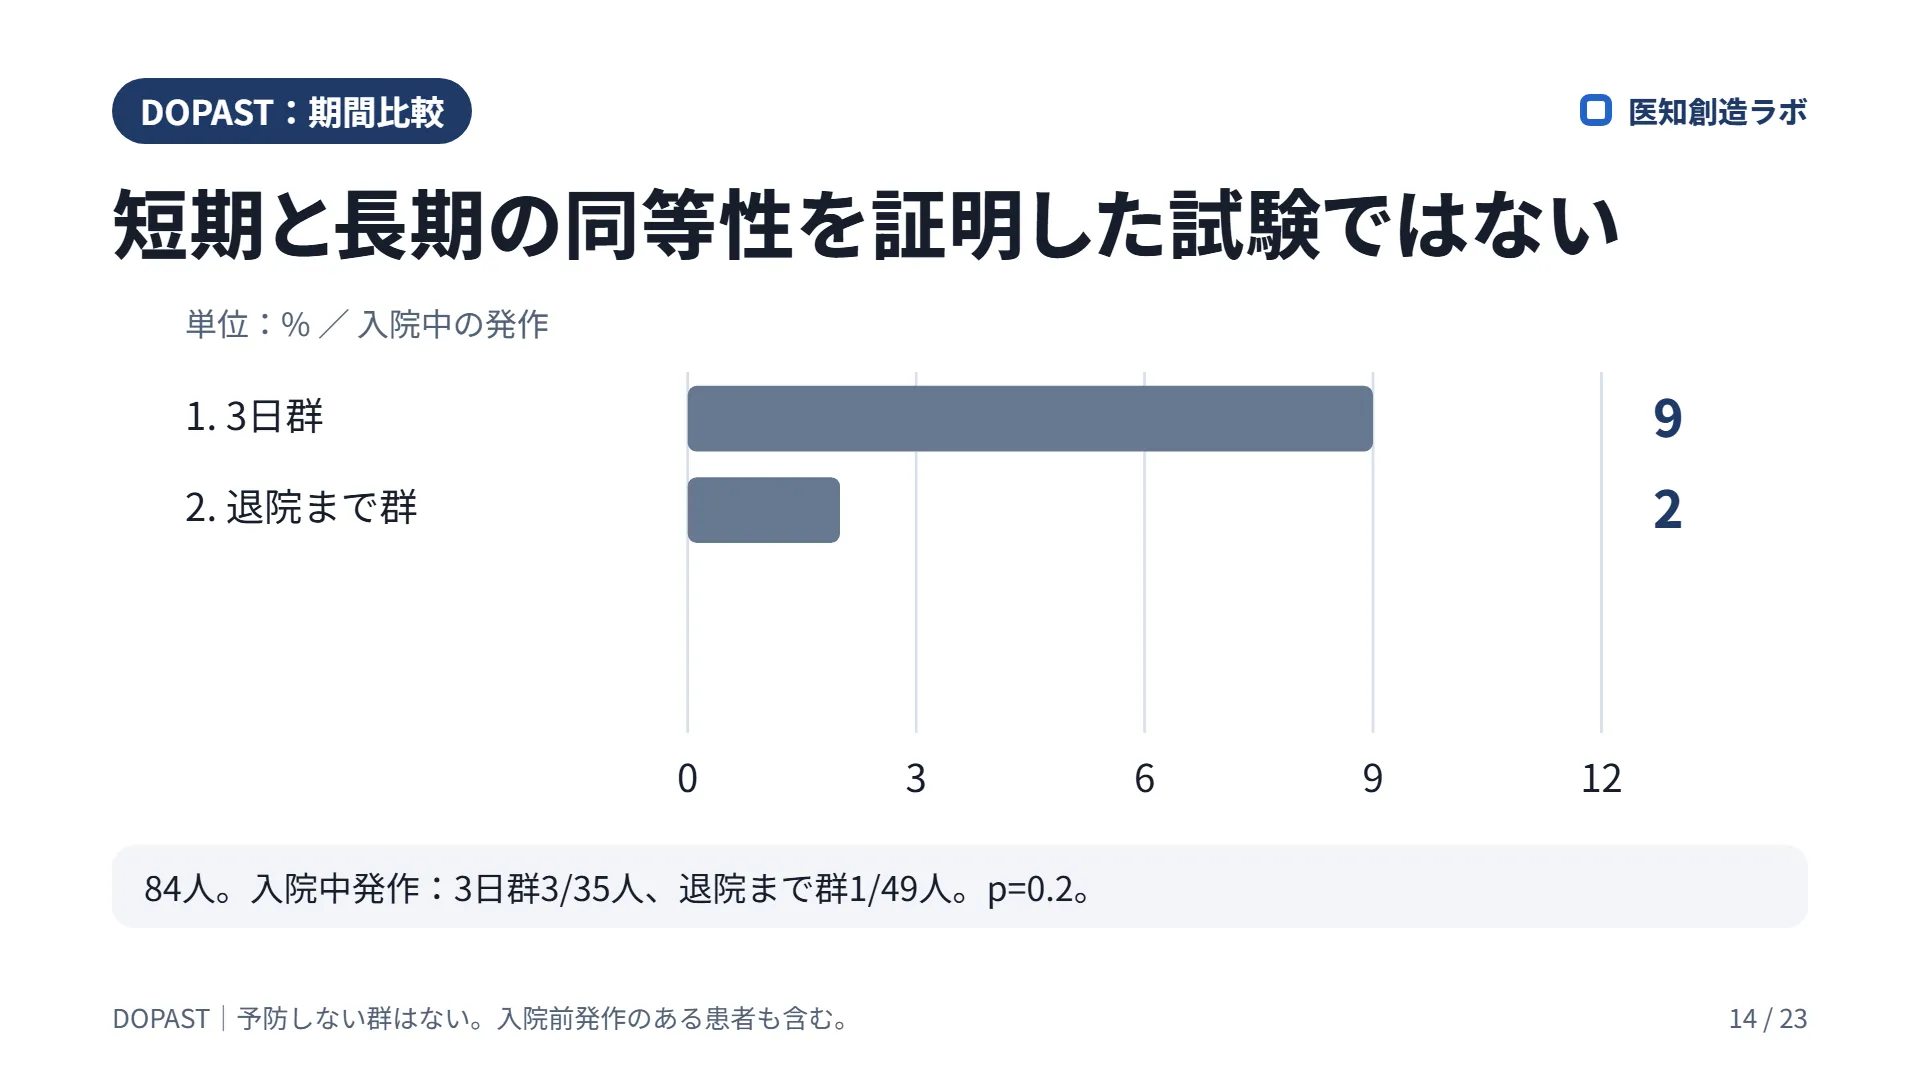 DOPAST：期間比較
医知創造ラボ
短期と長期の同等性を証明した試験ではない
単位：% ／ 入院中の発作
1. 3日群
9
2. 退院まで群
2
0 3 6 9 12
84人。入院中発作：3日群3/35人、退院まで群1/49人。p=0.2。
DOPAST｜予防しない群はない。入院前発作のある患者も含む。
14 / 23